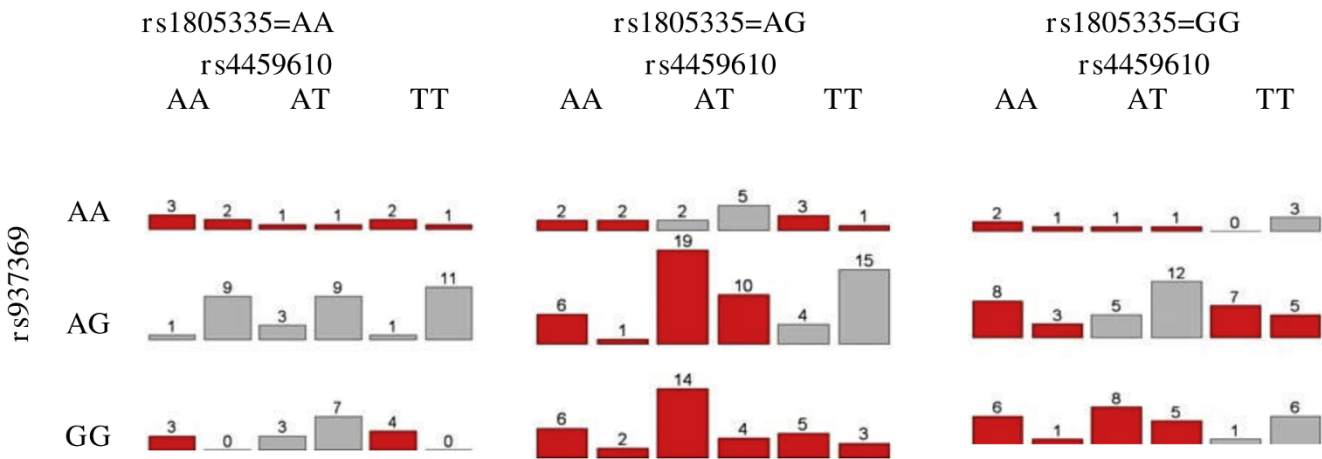 rs1805335=AA rs1805335=AG rs1805335=GG
rs4459610 rs4459610 rs4459610
AA AT TT AA AT TT AA AT TT
rs937369
AA 3 2 1 1 2 1 2 2 2 5 3 1 2 1 1 1 0 3
AG 1 9 3 9 1 11 6 1 19 10 4 15 8 3 5 12 7 5
GG 3 0 3 7 4 0 6 2 14 4 5 3 6 1 8 5 1 6